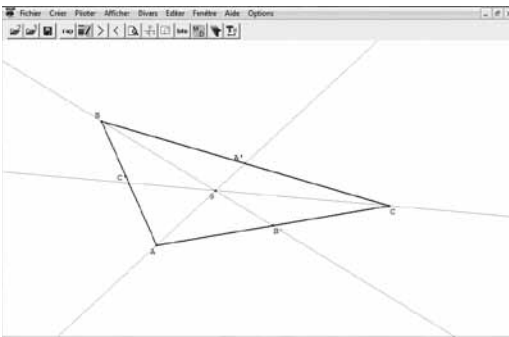 Fichier Créer Piloter Afficher Divers Editer Fenêtre Aide Options
B
A'
C'
G
C
B'
A